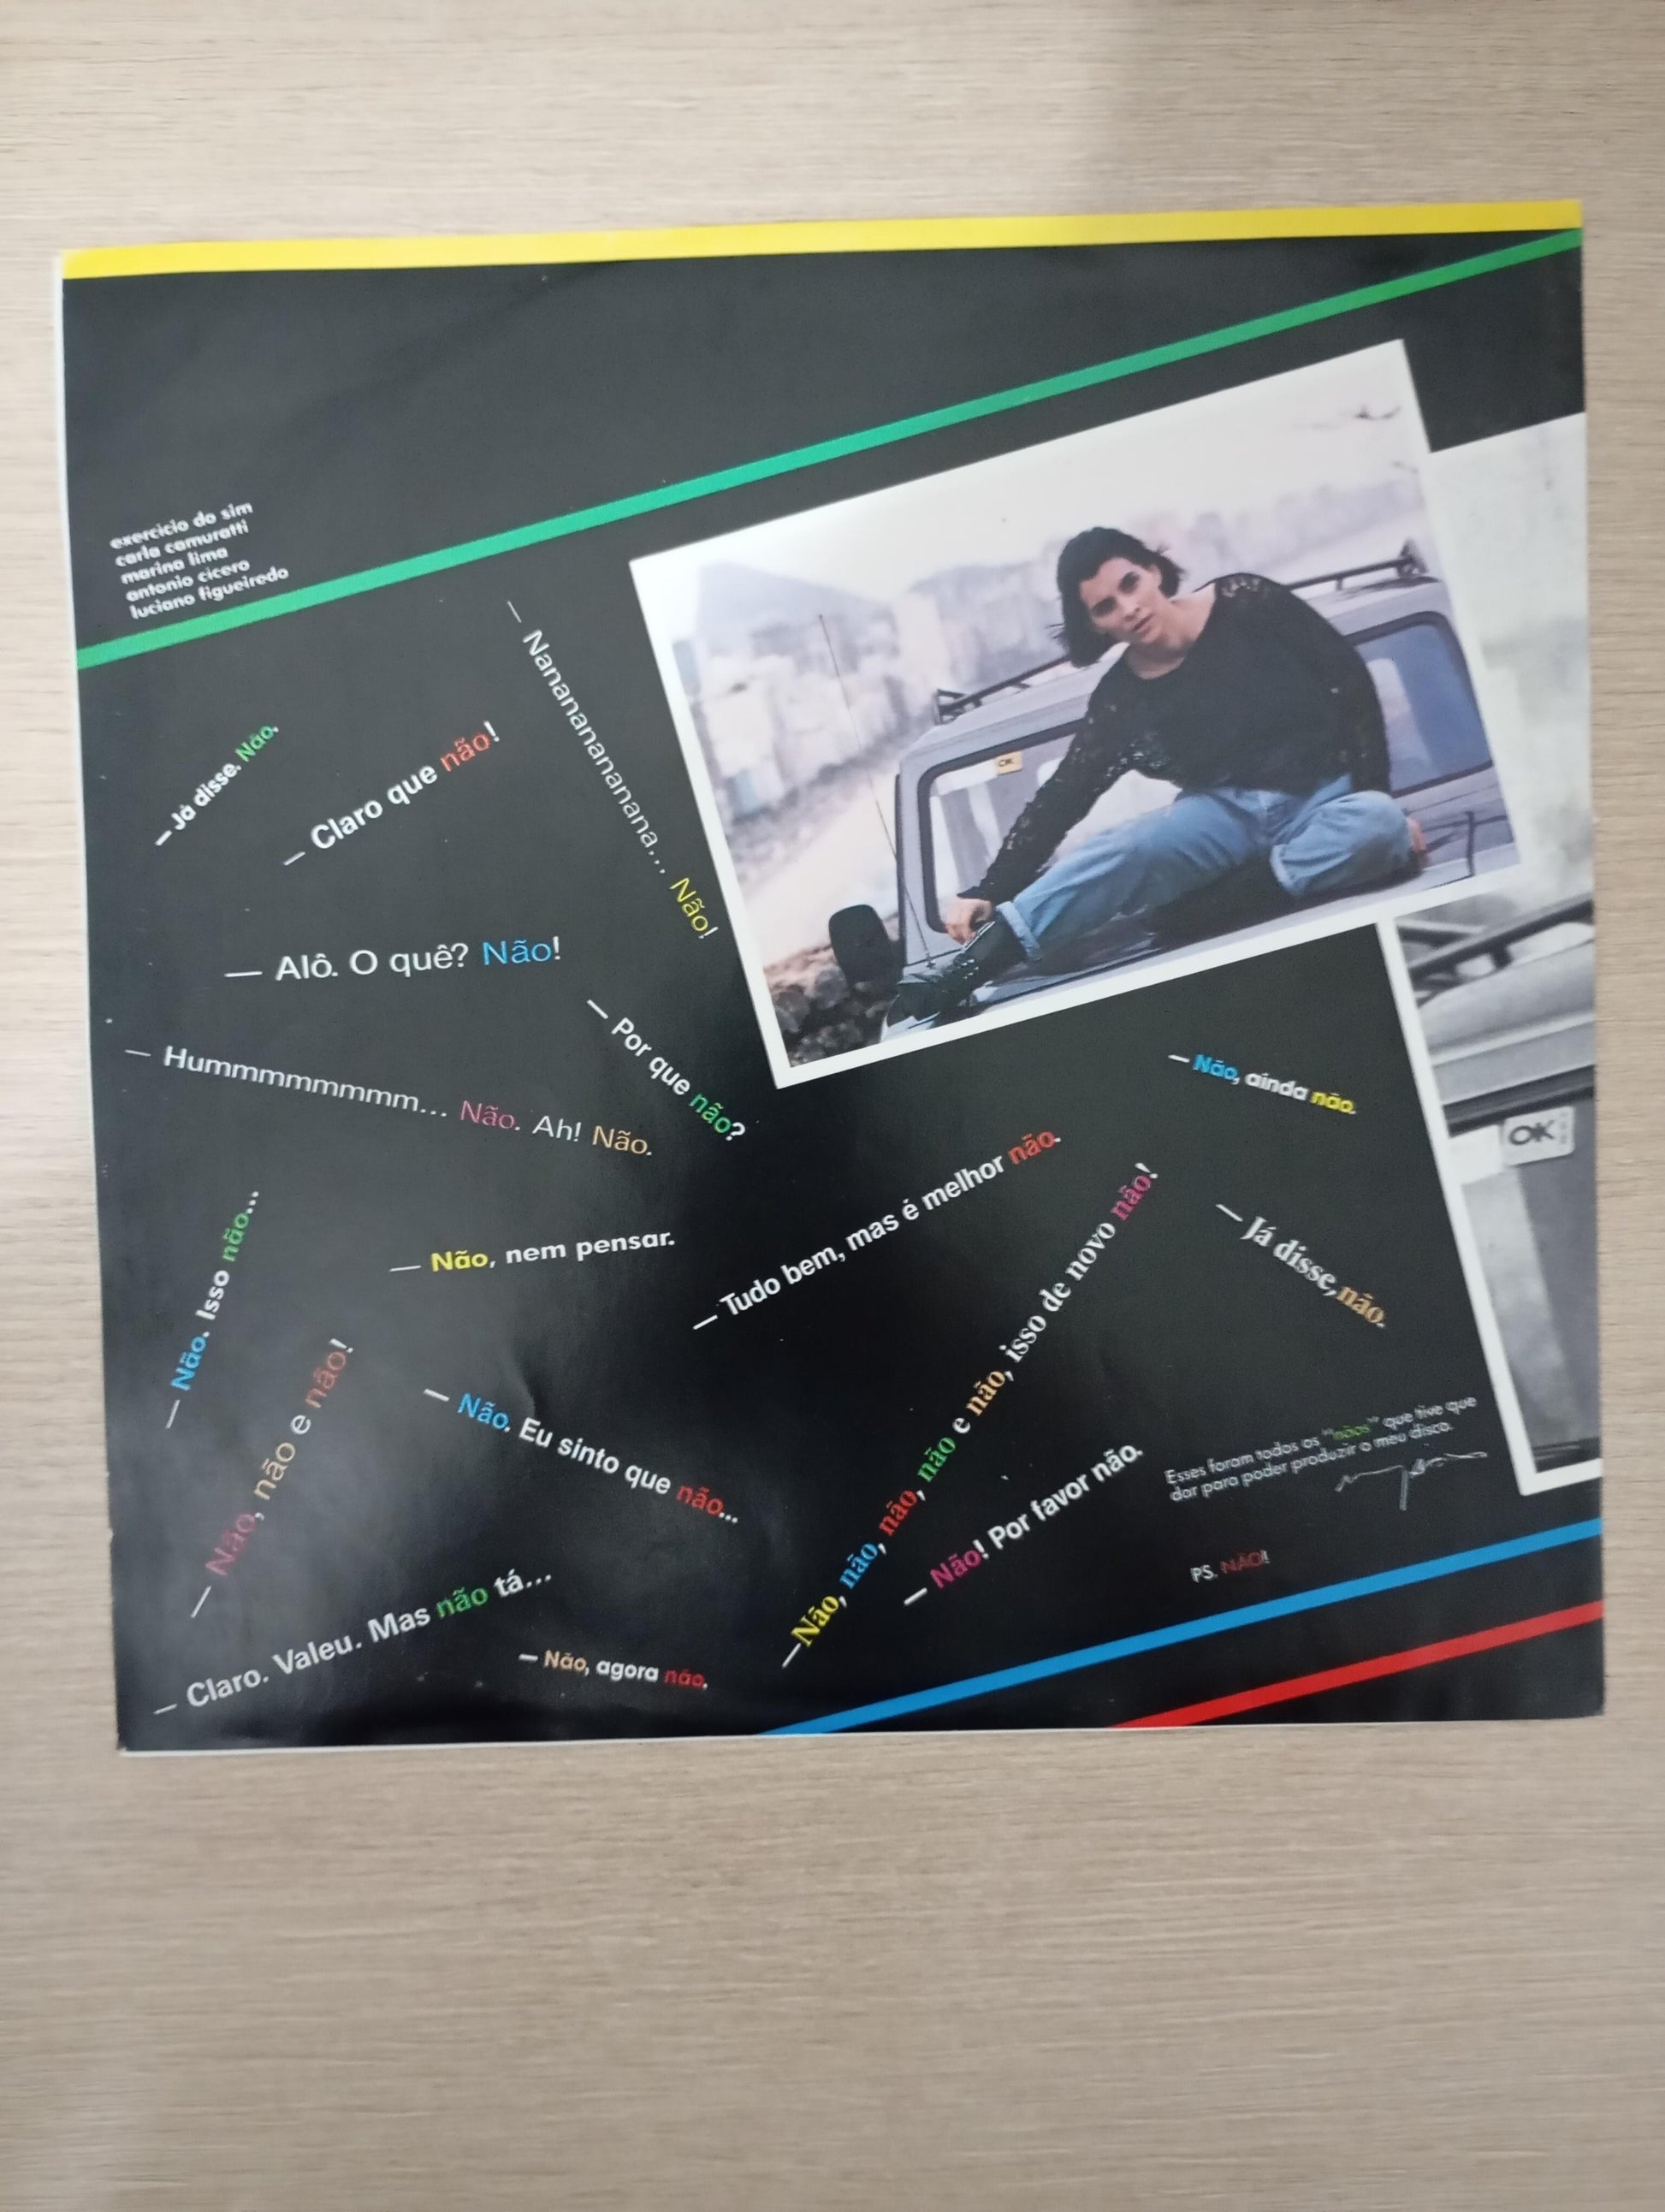 exercício do sim
carla camuratti
marina lima
antonio cicero
luciano figueiredo
— Já disse. Não.
— Claro que não!
— Nanananananananana... Não!
— Alô. O quê? Não!
— Por que não?
— Hummmmmmmmm... Não. Ah! Não.
— Não, ainda não.
— Não. Isso não...
— Não, nem pensar.
— Tudo bem, mas é melhor não.
— Já disse, não.
— Não, não e não!
— Não. Eu sinto que não...
— Não, não, não, não e não, isso de novo não!
— Não! Por favor não.
— Claro. Valeu. Mas não tá...
— Não, agora não.
Esses foram todos os "nãos" que tive que
dar para poder produzir o meu disco.
PS. NÃO!
OK